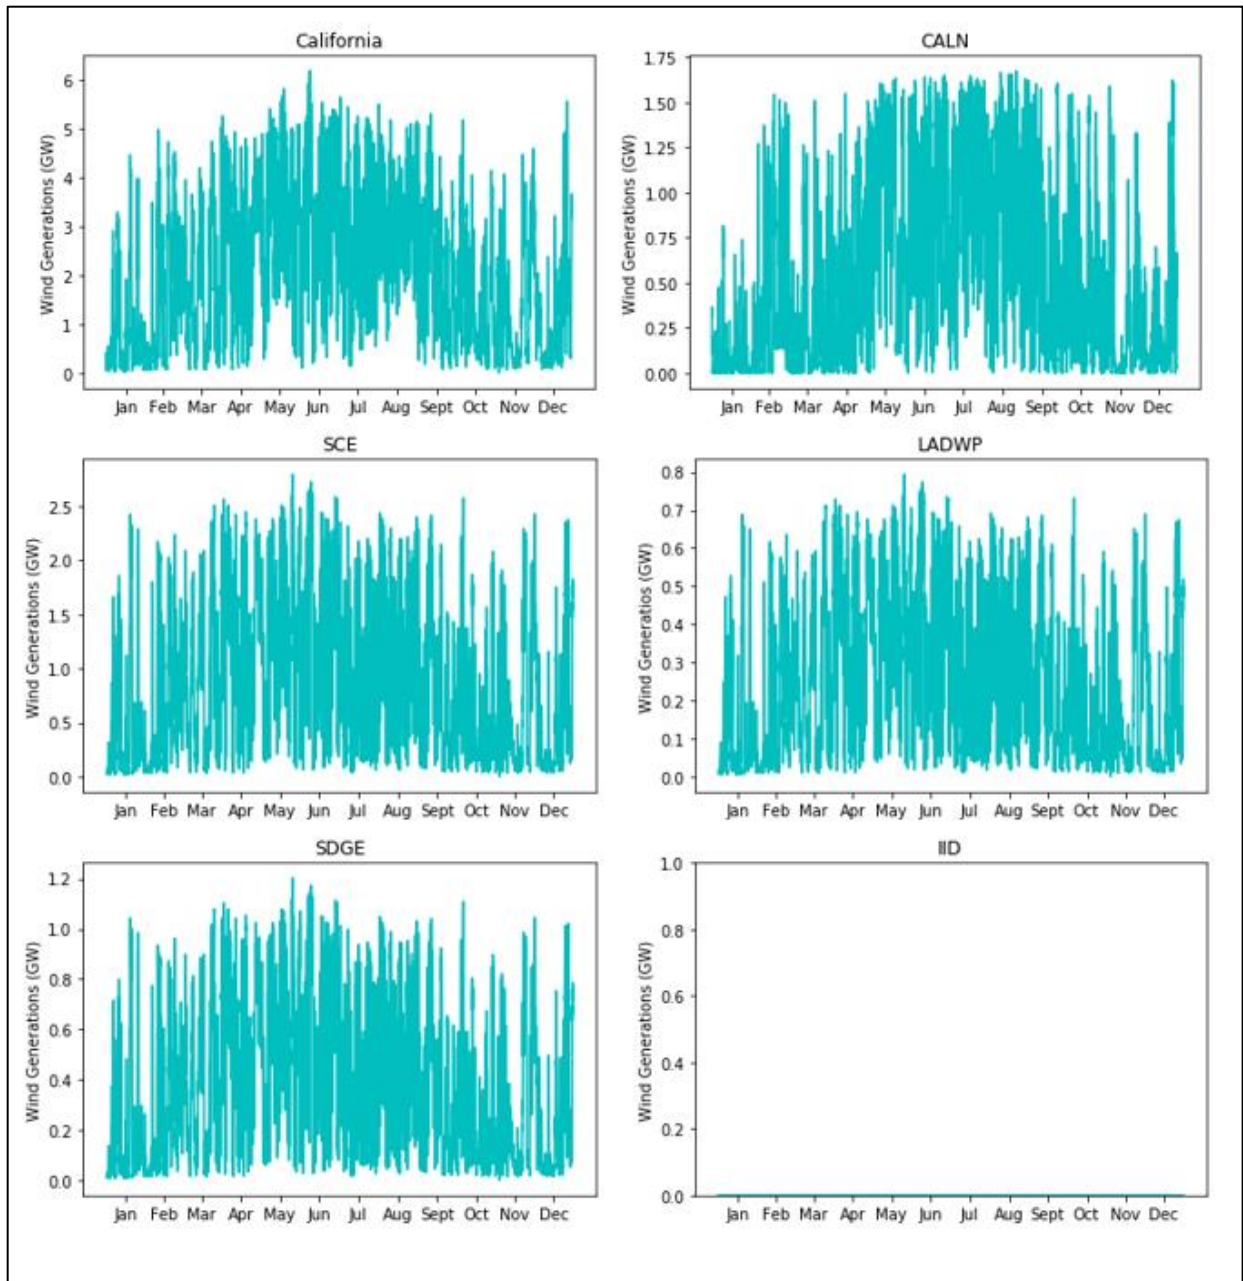 California
Wind Generations (GW)
6
5
4
3
2
1
0
Jan Feb Mar Apr May Jun Jul Aug Sept Oct Nov Dec
CALN
Wind Generations (GW)
1.75
1.50
1.25
1.00
0.75
0.50
0.25
0.00
Jan Feb Mar Apr May Jun Jul Aug Sept Oct Nov Dec
SCE
Wind Generations (GW)
2.5
2.0
1.5
1.0
0.5
0.0
Jan Feb Mar Apr May Jun Jul Aug Sept Oct Nov Dec
LADWP
Wind Generatios (GW)
0.8
0.7
0.6
0.5
0.4
0.3
0.2
0.1
0.0
Jan Feb Mar Apr May Jun Jul Aug Sept Oct Nov Dec
SDGE
Wind Generations (GW)
1.2
1.0
0.8
0.6
0.4
0.2
0.0
Jan Feb Mar Apr May Jun Jul Aug Sept Oct Nov Dec
IID
Wind Generations (GW)
1.0
0.8
0.6
0.4
0.2
0.0
Jan Feb Mar Apr May Jun Jul Aug Sept Oct Nov Dec